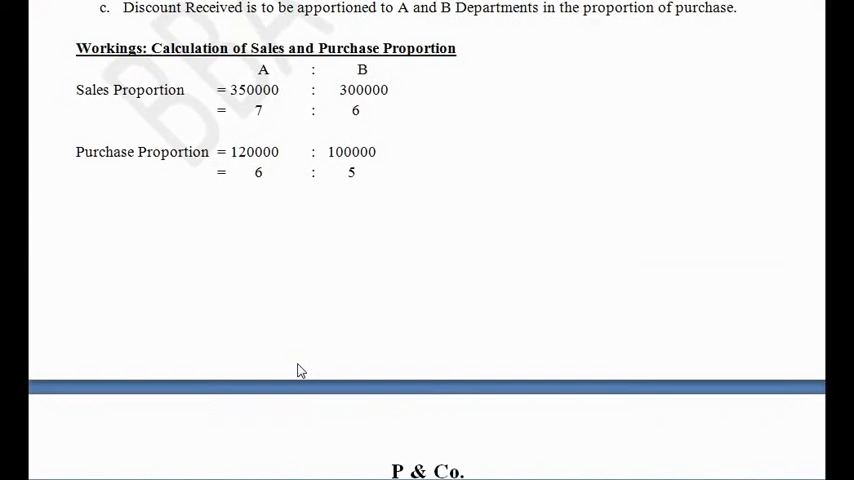 c. Discount Received is to be apportioned to A and B Departments in the proportion of purchase.
Workings: Calculation of Sales and Purchase Proportion
A : B
Sales Proportion = 350000 : 300000
= 7 : 6
Purchase Proportion = 120000 : 100000
= 6 : 5
P & Co.
BBA